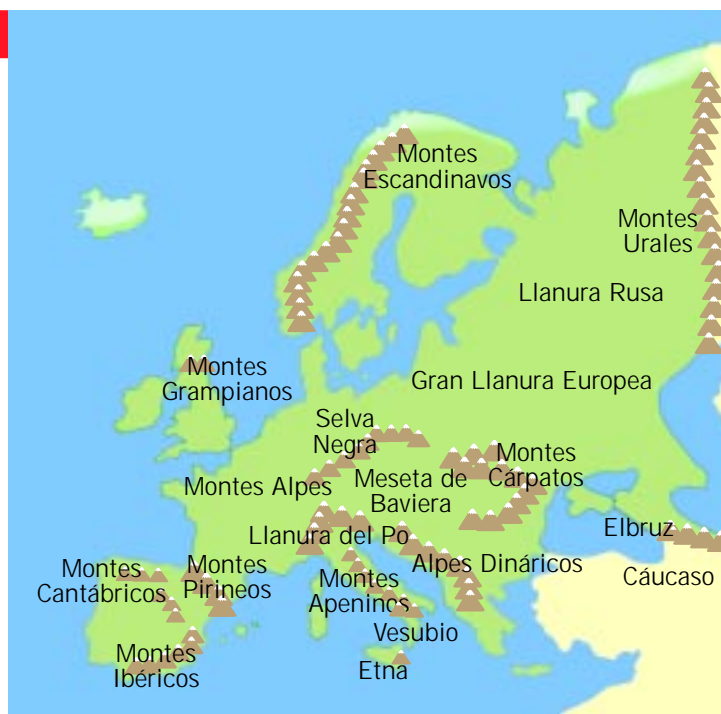 Montes
Escandinavos
Montes
Urales
Llanura Rusa
Montes
Grampianos
Gran Llanura Europea
Selva
Negra
Montes
Cárpatos
Montes Alpes
Meseta de
Baviera
Llanura del Po
Elbruz
Alpes Dináricos
Cáucaso
Montes
Cantábricos
Montes
Pirineos
Montes
Apeninos
Vesubio
Montes
Ibéricos
Etna